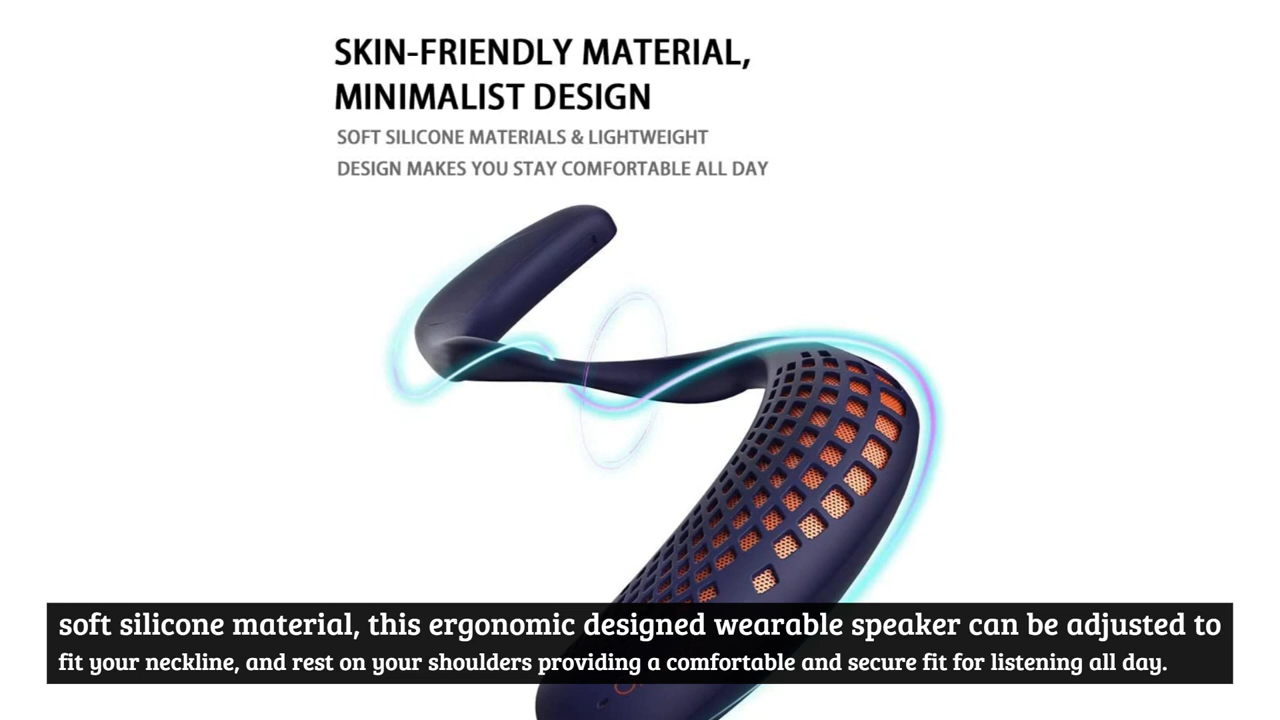 SKIN-FRIENDLY MATERIAL,
MINIMALIST DESIGN
SOFT SILICONE MATERIALS & LIGHTWEIGHT
DESIGN MAKES YOU STAY COMFORTABLE ALL DAY
soft silicone material, this ergonomic designed wearable speaker can be adjusted to
fit your neckline, and rest on your shoulders providing a comfortable and secure fit for listening all day.